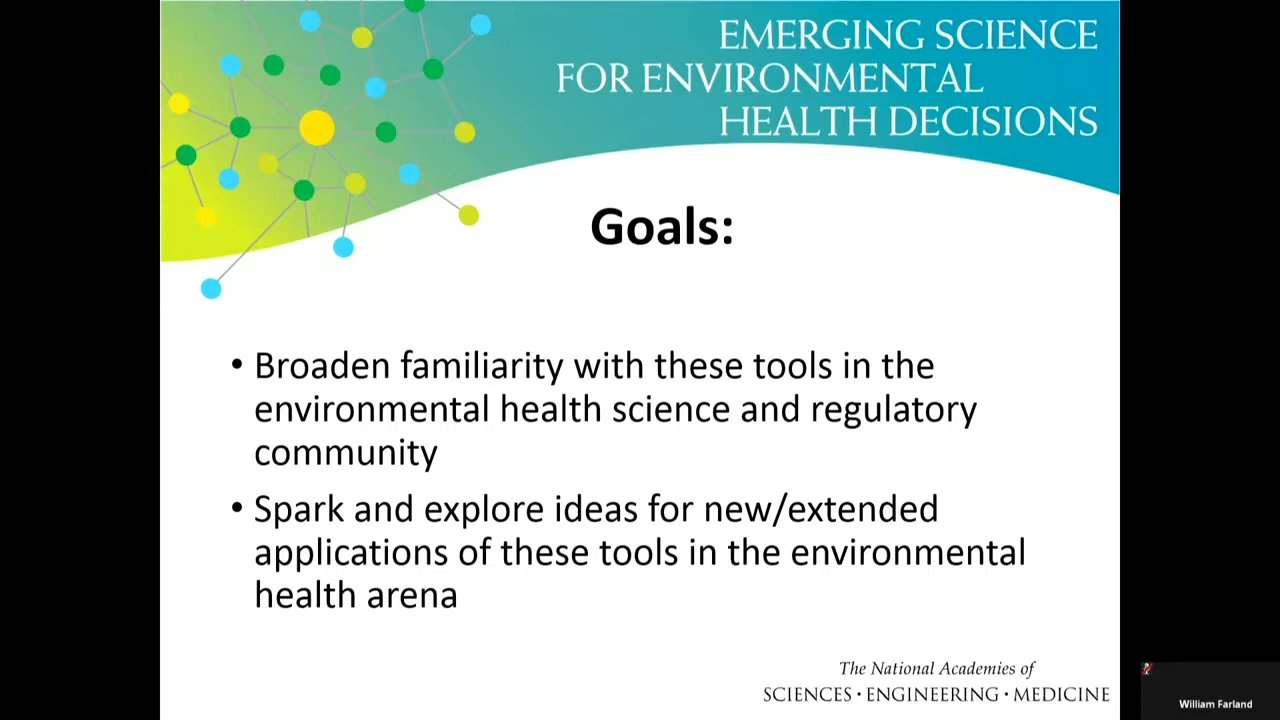 EMERGING SCIENCE
FOR ENVIRONMENTAL
HEALTH DECISIONS
Goals:
• Broaden familiarity with these tools in the
environmental health science and regulatory
community
• Spark and explore ideas for new/extended
applications of these tools in the environmental
health arena
The National Academies of
SCIENCES • ENGINEERING • MEDICINE
William Farland